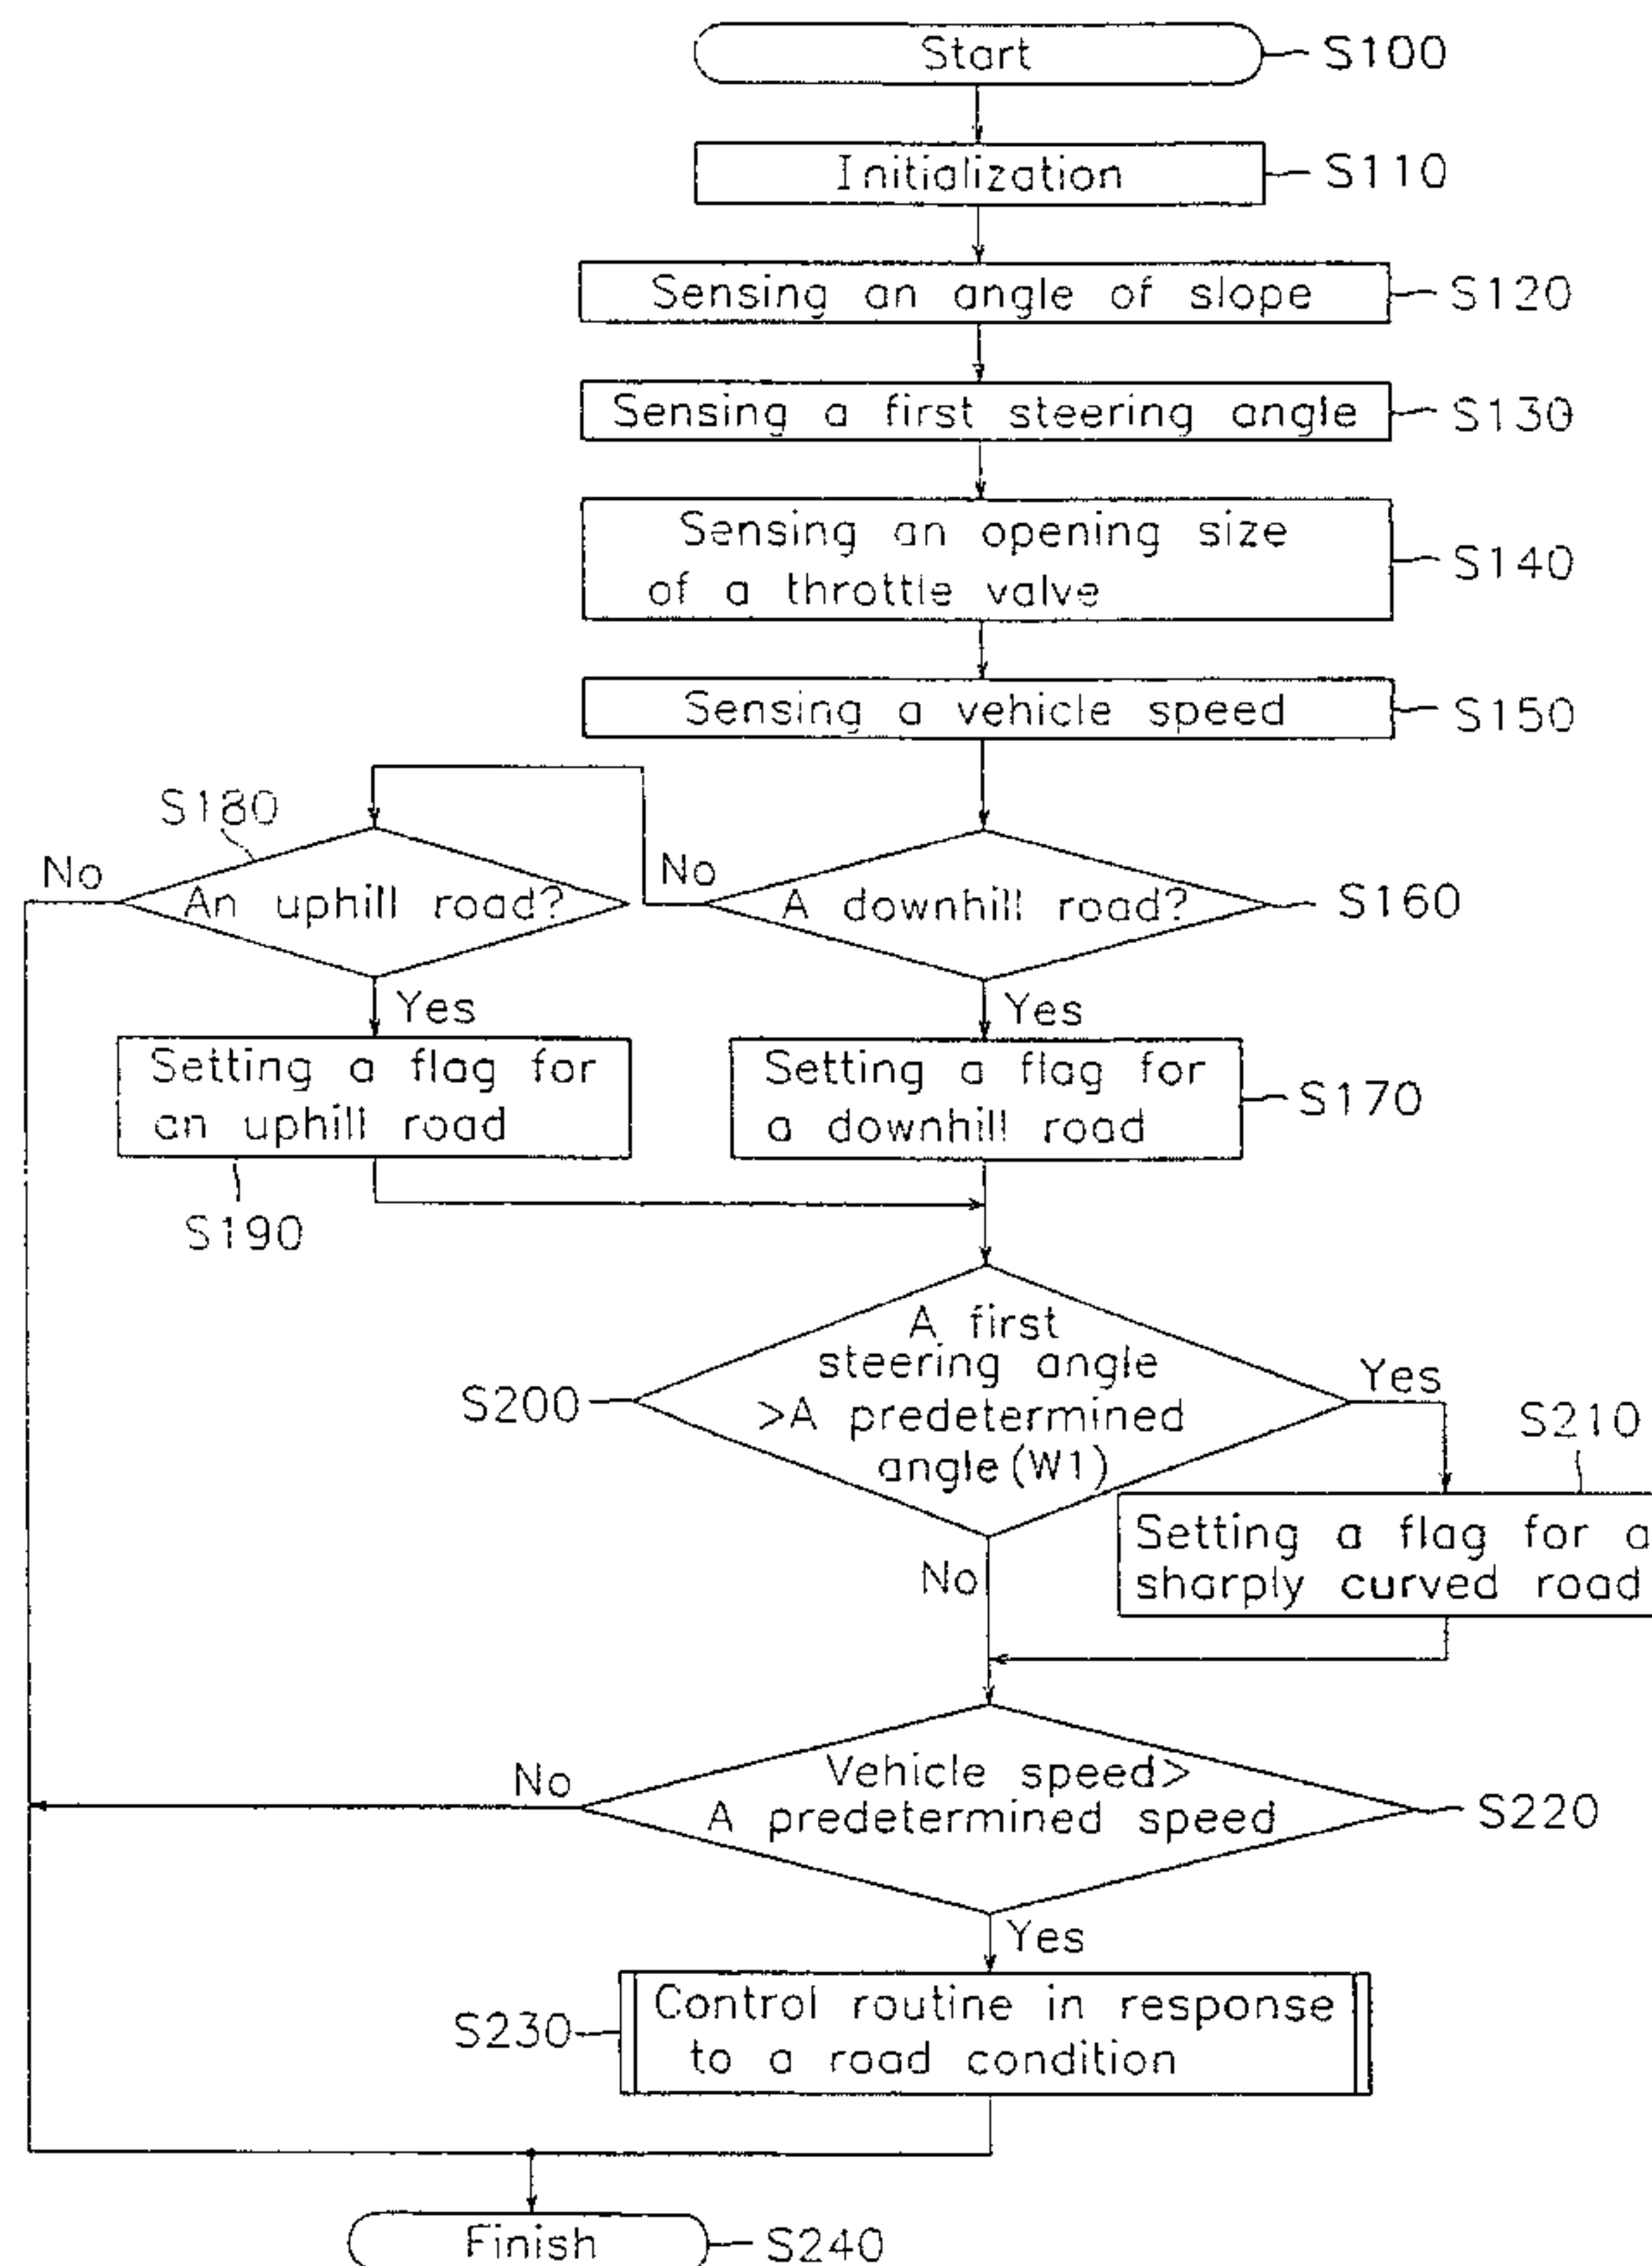 Start
S100
Initialization
S110
Sensing an angle of slope
S120
Sensing a first steering angle
S130
Sensing an opening size
of a throttle valve
S140
Sensing a vehicle speed
S150
S180
No
An uphill road?
No
A downhill road?
S160
Yes
Yes
Setting a flag for
an uphill road
Setting a flag for
a downhill road
S170
S190
A first
steering angle
>A predetermined
angle(W1)
S200
Yes
S210
Setting a flag for a
sharply curved road
No
No
Vehicle speed>
A predetermined speed
S220
Yes
S230
Control routine in response
to a road condition
Finish
S240